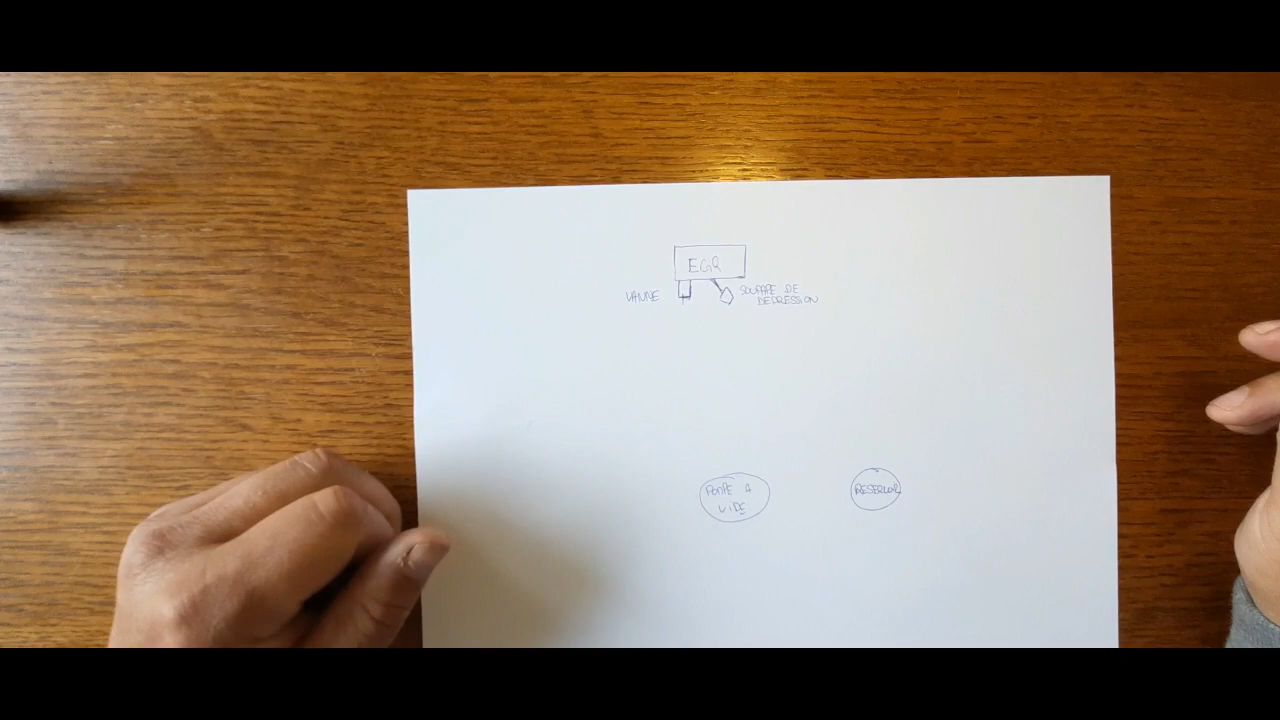 EGR
VANNE
SOUPAPE DE
DEPRESSION
POMPE A
VIDE
RESERVOIR